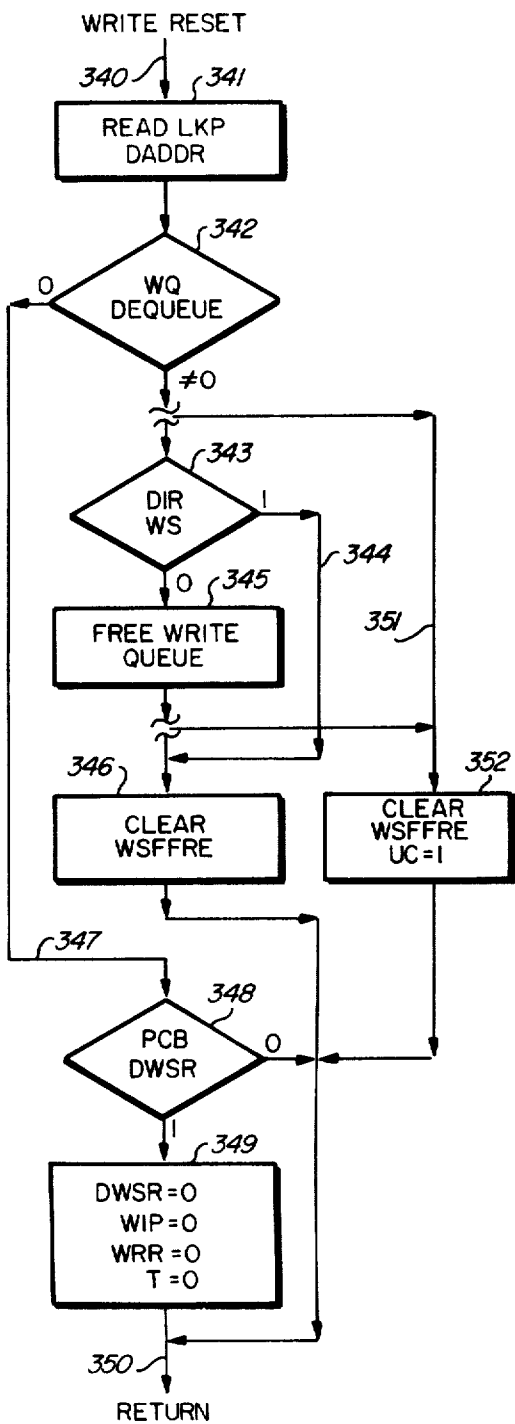 WRITE RESET
340
341
READ LKP
DADDR
342
0
WQ
DEQUEUE
≠0
343
DIR
WS
1
344
0
345
351
FREE WRITE
QUEUE
346
352
CLEAR
WSFFRE
CLEAR
WSFFRE
UC=1
347
348
PCB
DWSR
0
1
349
DWSR=0
WIP=0
WRR=0
T=0
350
RETURN